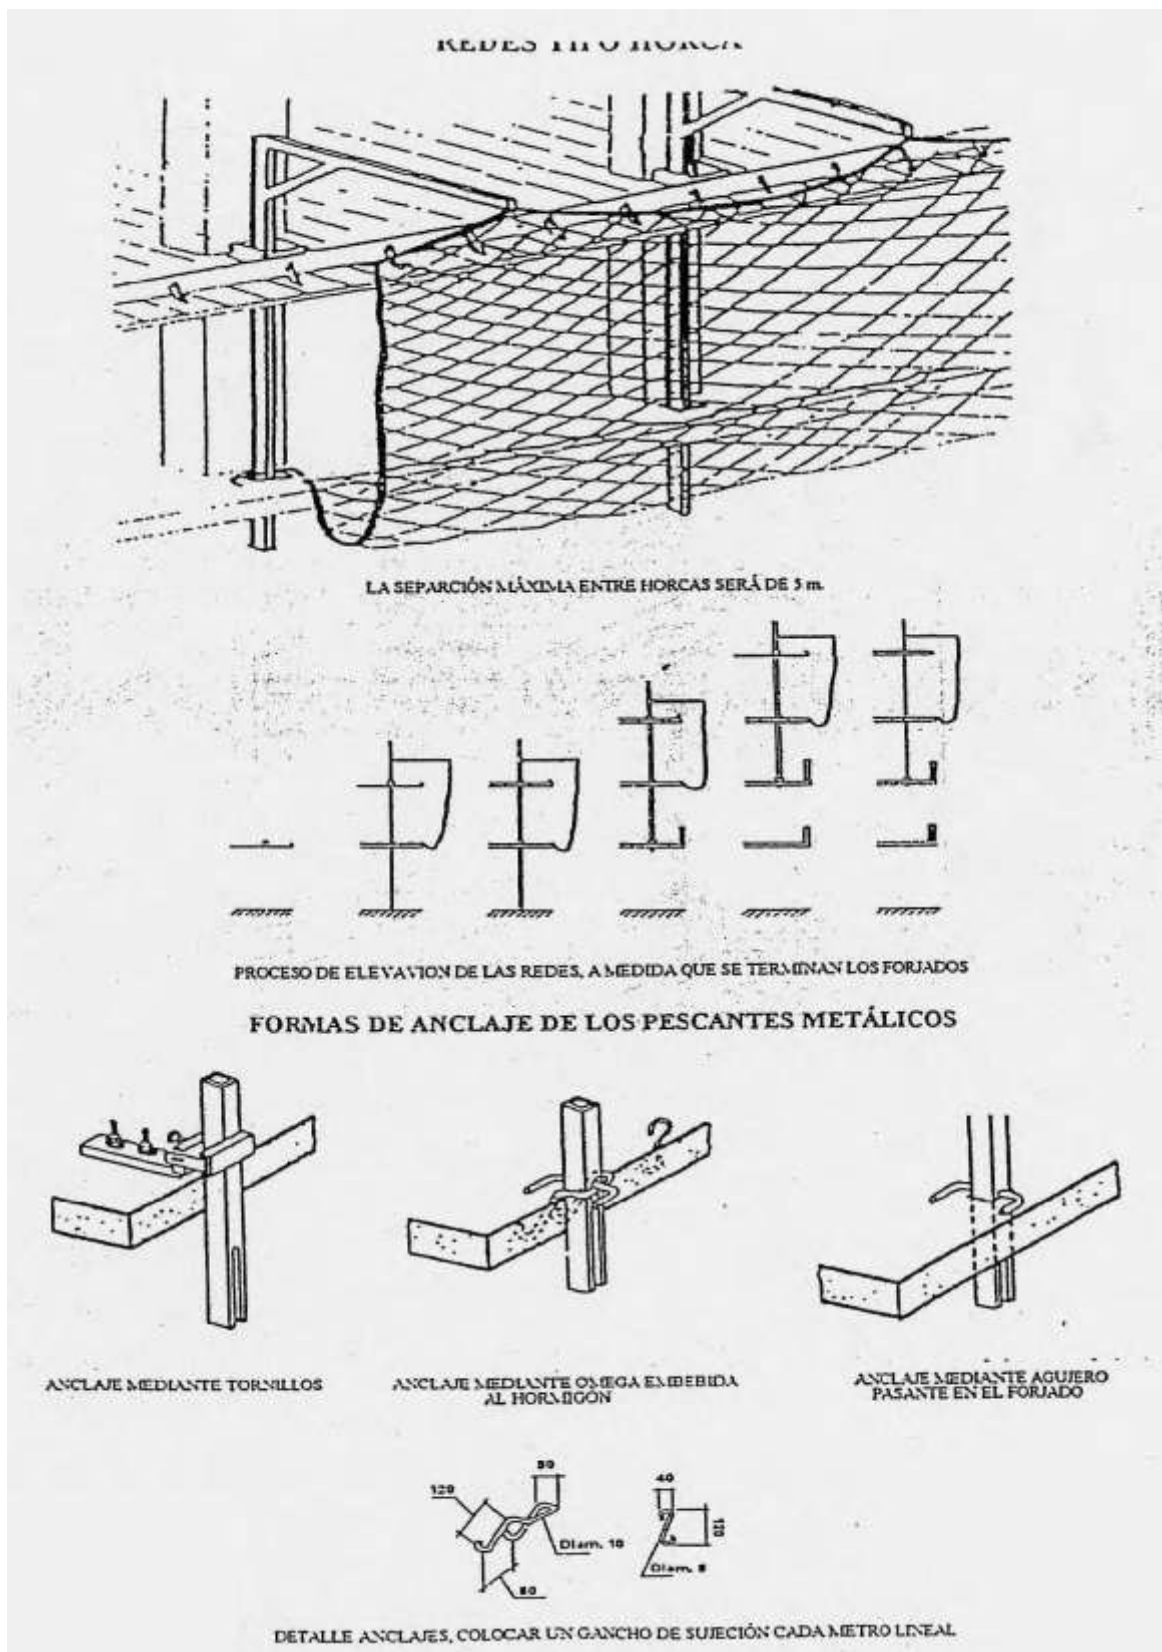 REDES TIPO HORCA
LA SEPARCIÓN MÁXIMA ENTRE HORCAS SERÁ DE 5 m.
PROCESO DE ELEVAVION DE LAS REDES, A MEDIDA QUE SE TERMINAN LOS FORJADOS
FORMAS DE ANCLAJE DE LOS PESCANTES METÁLICOS
ANCLAJE MEDIANTE TORNILLOS
ANCLAJE MEDIANTE OMEGA EMBEBIDA
AL HORMIGÓN
ANCLAJE MEDIANTE AGUJERO
PASANTE EN EL FORJADO
120
Diam. 10
40
120
Diam. 8
DETALLE ANCLAJES, COLOCAR UN GANCHO DE SUJECIÓN CADA METRO LINEAL